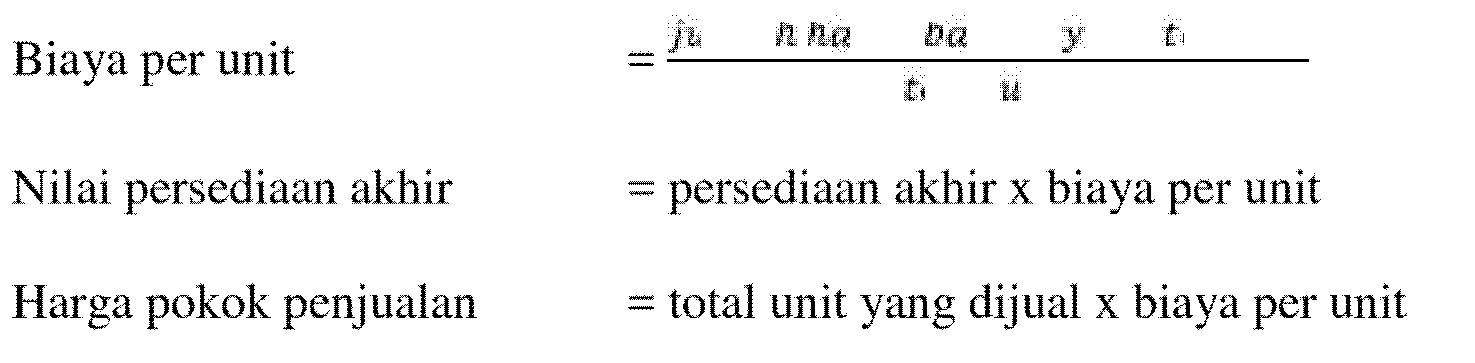 Biaya per unit =
Nilai persediaan akhir = persediaan akhir x biaya per unit
Harga pokok penjualan = total unit yang dijual x biaya per unit